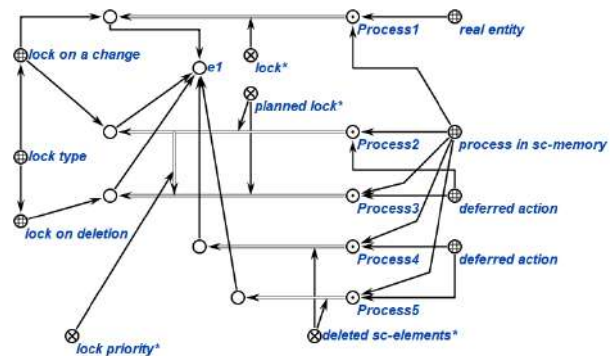 Process1
real entity
lock on a change
e1
lock*
planned lock*
Process2
process in sc-memory
lock type
Process3
deferred action
lock on deletion
Process4
deferred action
Process5
lock priority*
deleted sc-elements*